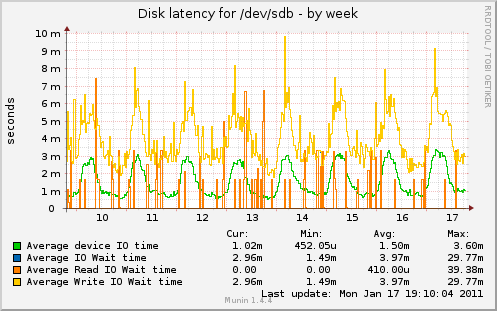 Disk latency for /dev/sdb - by week
RRDTOOL / TOBI OETIKER
seconds
10 m
9 m
8 m
7 m
6 m
5 m
4 m
3 m
2 m
1 m
0
10 11 12 13 14 15 16 17
Cur: Min: Avg: Max:
Average device IO time 1.02m 452.05u 1.50m 3.60m
Average IO Wait time 2.96m 1.49m 3.97m 29.77m
Average Read IO Wait time 0.00 0.00 410.00u 39.38m
Average Write IO Wait time 2.96m 1.49m 3.97m 29.77m
Last update: Mon Jan 17 19:10:04 2011
Munin 1.4.4